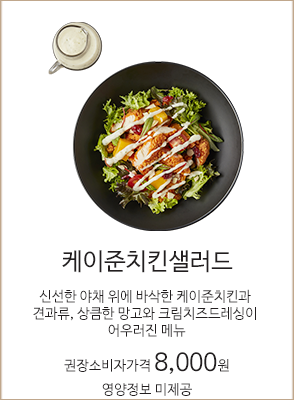 케이준치킨샐러드
신선한 야채 위에 바삭한 케이준치킨과
견과류, 상큼한 망고와 크림치즈드레싱이
어우러진 메뉴
권장소비자가격 8,000원
영양정보 미제공